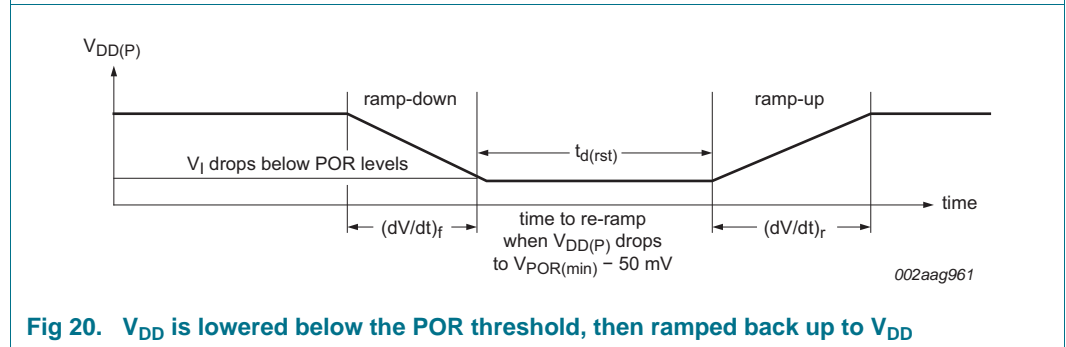 VDD(P)
ramp-down
ramp-up
td(rst)
VI drops below POR levels
time
(dV/dt)f
time to re-ramp
when VDD(P) drops
to VPOR(min) − 50 mV
(dV/dt)r
002aag961
Fig 20. VDD is lowered below the POR threshold, then ramped back up to VDD